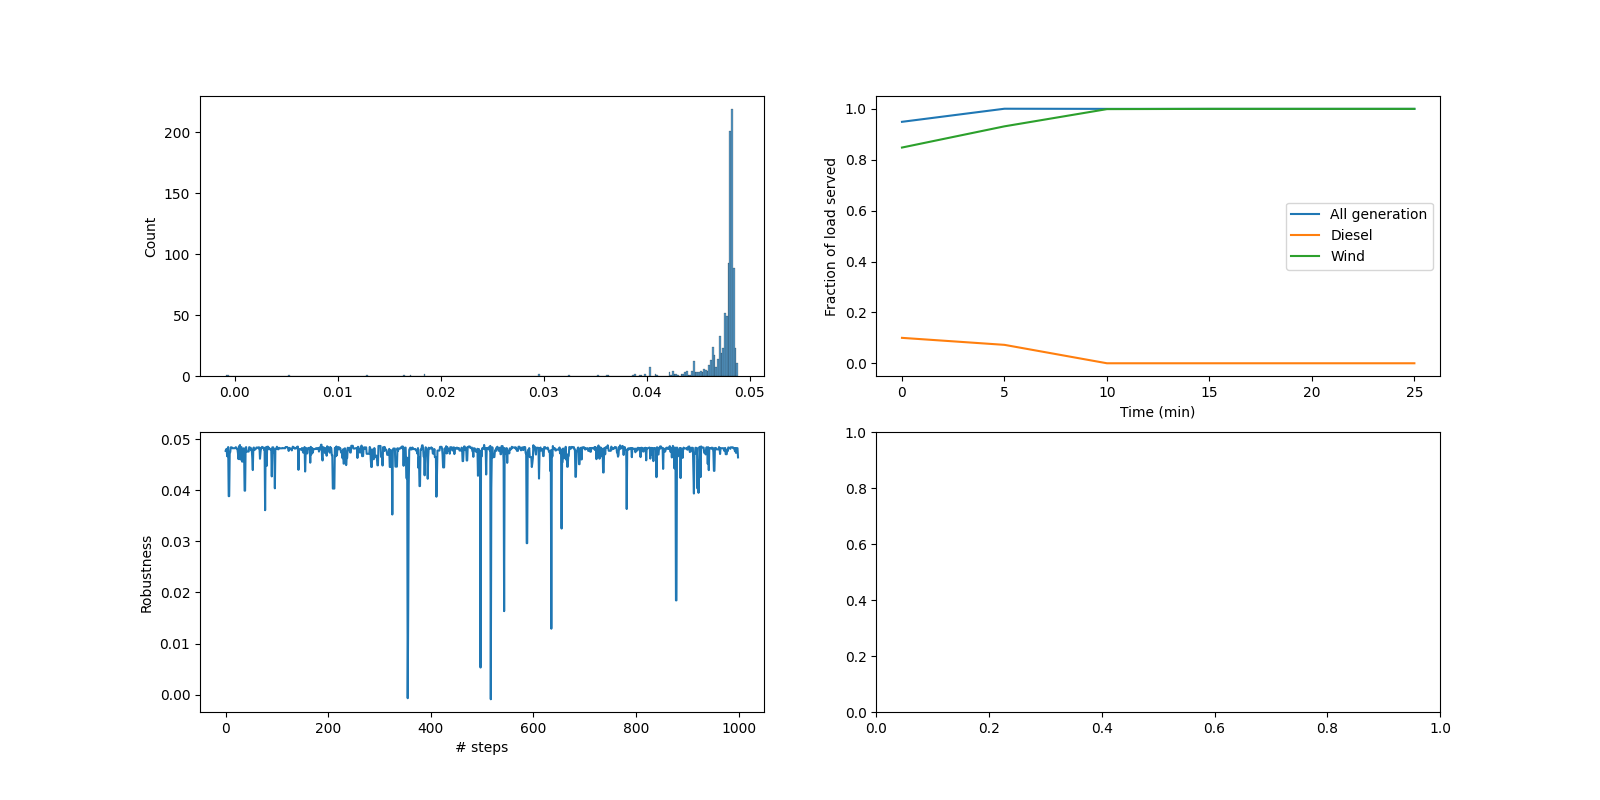 Count
200
150
100
50
0
0.00 0.01 0.02 0.03 0.04 0.05
Fraction of load served
1.0
0.8
0.6
0.4
0.2
0.0
All generation
Diesel
Wind
0 5 10 15 20 25
Time (min)
Robustness
0.05
0.04
0.03
0.02
0.01
0.00
0 200 400 600 800 1000
# steps
1.0
0.8
0.6
0.4
0.2
0.0
0.0 0.2 0.4 0.6 0.8 1.0